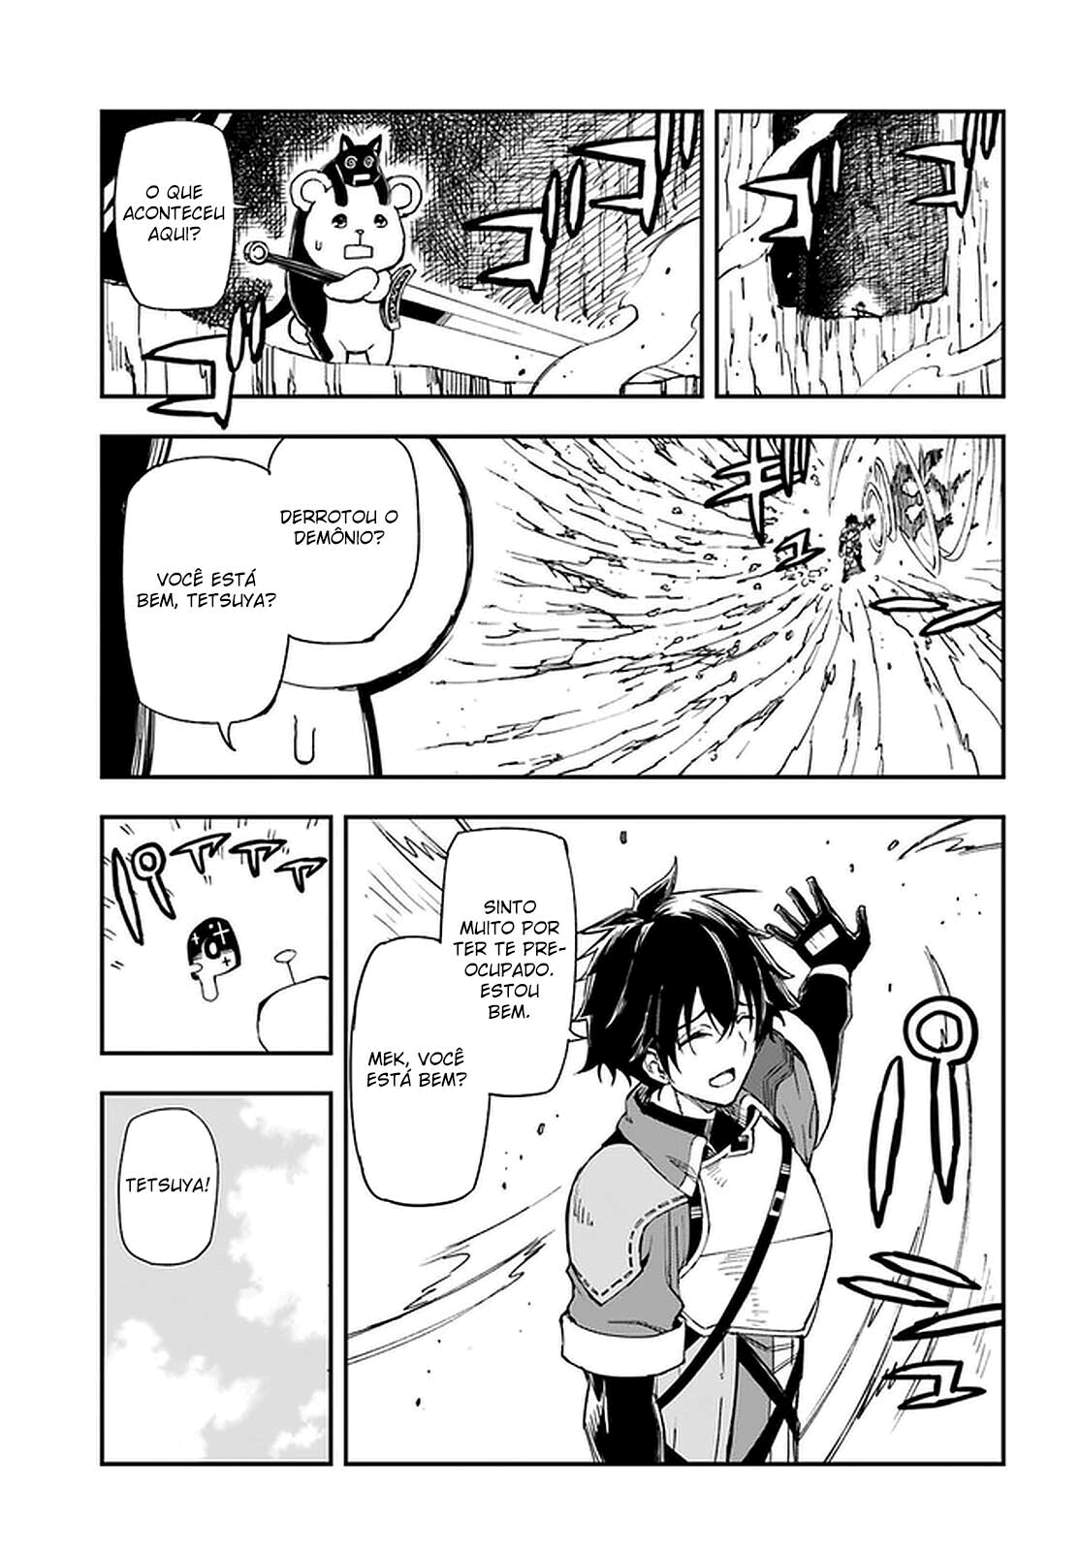 O QUE
ACONTECEU
AQUI?
DERROTOU O
DEMÔNIO?
VOCÊ ESTÁ
BEM, TETSUYA?
SINTO
MUITO POR
TER TE PRE-
OCUPADO.
ESTOU
BEM.
MEK, VOCÊ
ESTÁ BEM?
TETSUYA!